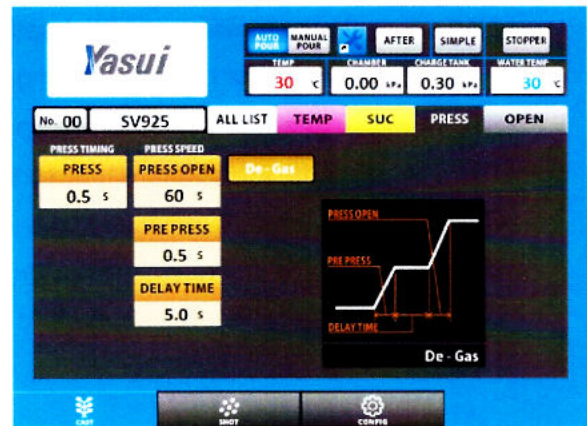 Yasui
AUTO POUR
MANUAL POUR
AFTER
SIMPLE
STOPPER
TEMP
CHAMBER
CHARGE TANK
WATER TEMP
30 ℃
0.00 kPa
0.30 kPa
30 ℃
No. 00
SV925
ALL LIST
TEMP
SUC
PRESS
OPEN
PRESS TIMING
PRESS SPEED
PRESS
PRESS OPEN
De - Gas
0.5 s
60 s
PRE PRESS
0.5 s
DELAY TIME
5.0 s
PRESS OPEN
PRE PRESS
DELAY TIME
De - Gas
CAST
SHOT
CONFIG